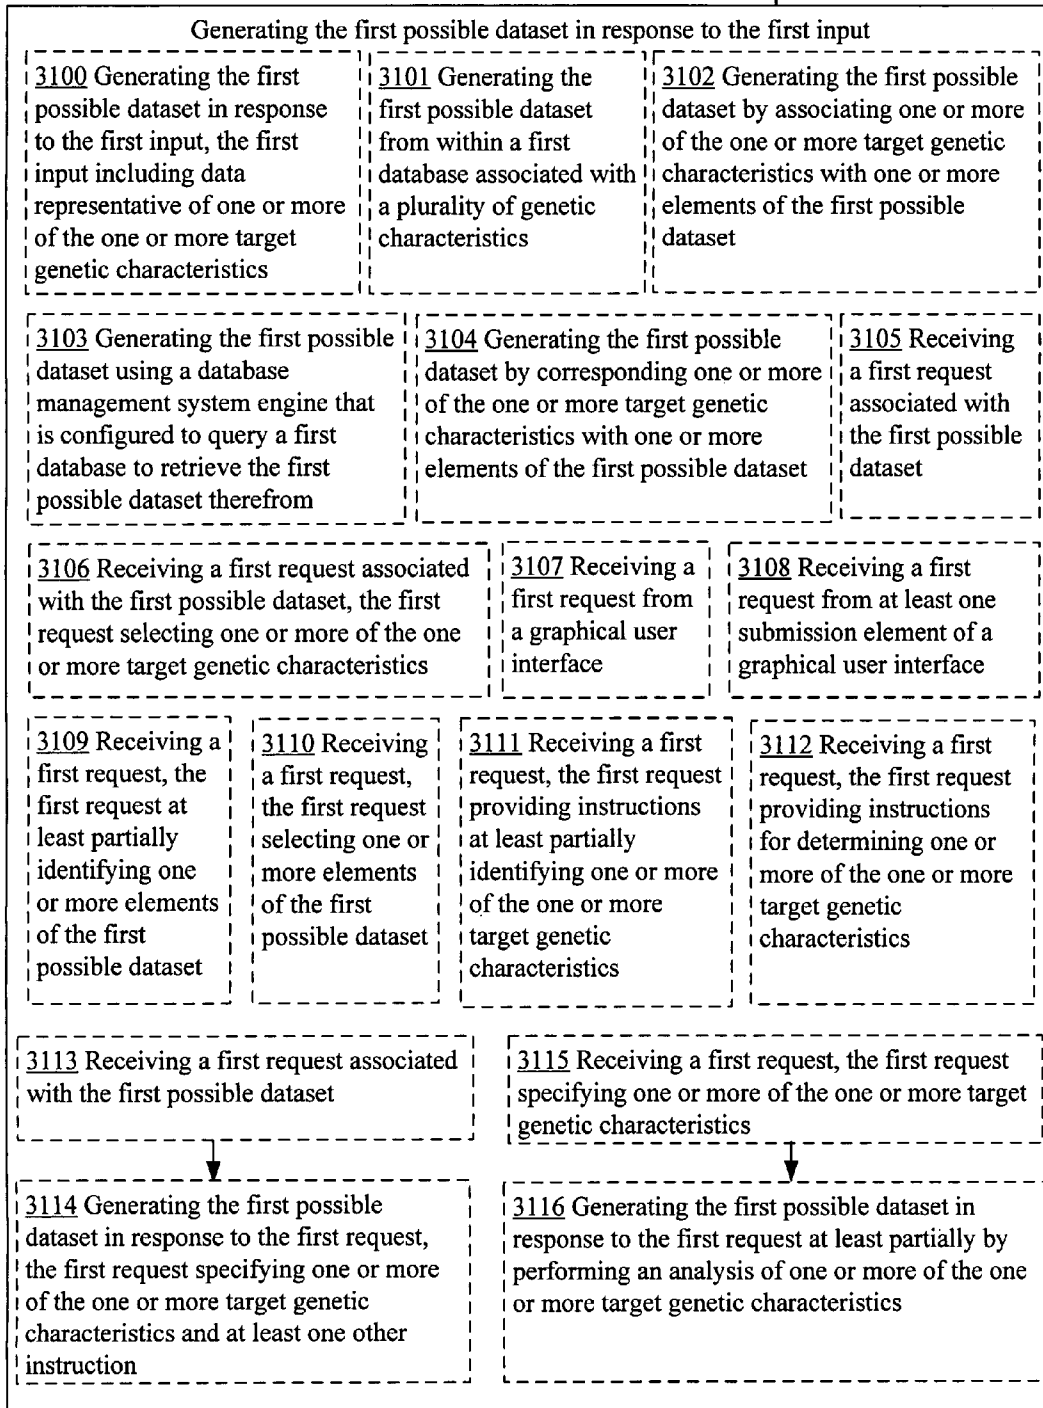 Generating the first possible dataset in response to the first input
3100 Generating the first
possible dataset in response
to the first input, the first
input including data
representative of one or more
of the one or more target
genetic characteristics
3101 Generating the
first possible dataset
from within a first
database associated with
a plurality of genetic
characteristics
3102 Generating the first possible
dataset by associating one or more
of the one or more target genetic
characteristics with one or more
elements of the first possible
dataset
3103 Generating the first possible
dataset using a database
management system engine that
is configured to query a first
database to retrieve the first
possible dataset therefrom
3104 Generating the first possible
dataset by corresponding one or more
of the one or more target genetic
characteristics with one or more
elements of the first possible dataset
3105 Receiving
a first request
associated with
the first possible
dataset
3106 Receiving a first request associated
with the first possible dataset, the first
request selecting one or more of the one
or more target genetic characteristics
3107 Receiving a
first request from
a graphical user
interface
3108 Receiving a first
request from at least one
submission element of a
graphical user interface
3109 Receiving a
first request, the
first request at
least partially
identifying one
or more elements
of the first
possible dataset
3110 Receiving
a first request,
the first request
selecting one or
more elements
of the first
possible dataset
3111 Receiving a first
request, the first request
providing instructions
at least partially
identifying one or more
of the one or more
target genetic
characteristics
3112 Receiving a first
request, the first request
providing instructions
for determining one or
more of the one or more
target genetic
characteristics
3113 Receiving a first request associated
with the first possible dataset
3115 Receiving a first request, the first request
specifying one or more of the one or more target
genetic characteristics
3114 Generating the first possible
dataset in response to the first request,
the first request specifying one or more
of the one or more target genetic
characteristics and at least one other
instruction
3116 Generating the first possible dataset in
response to the first request at least partially by
performing an analysis of one or more of the one
or more target genetic characteristics